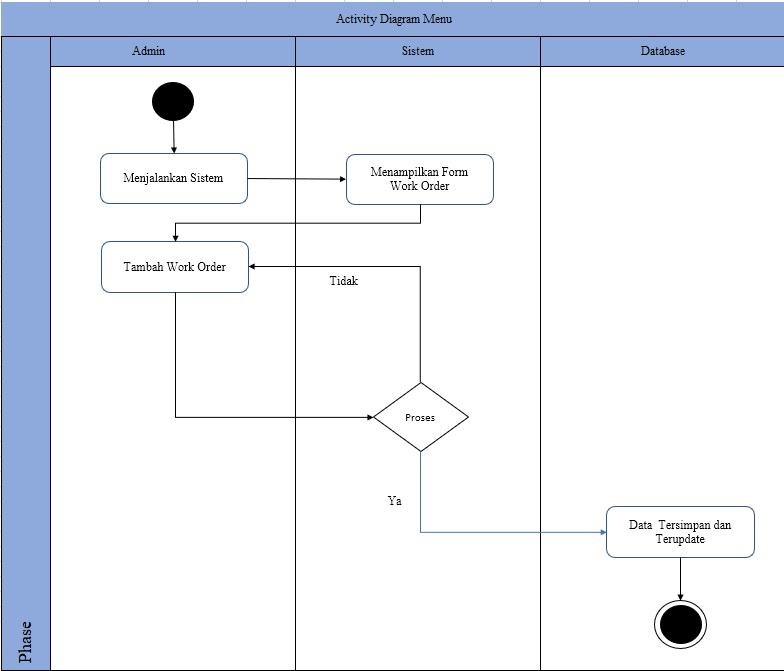 Activity Diagram Menu
Admin
Sistem
Database
Menjalankan Sistem
Menampilkan Form
Work Order
Tambah Work Order
Tidak
Proses
Ya
Data Tersimpan dan
Terupdate
Phase